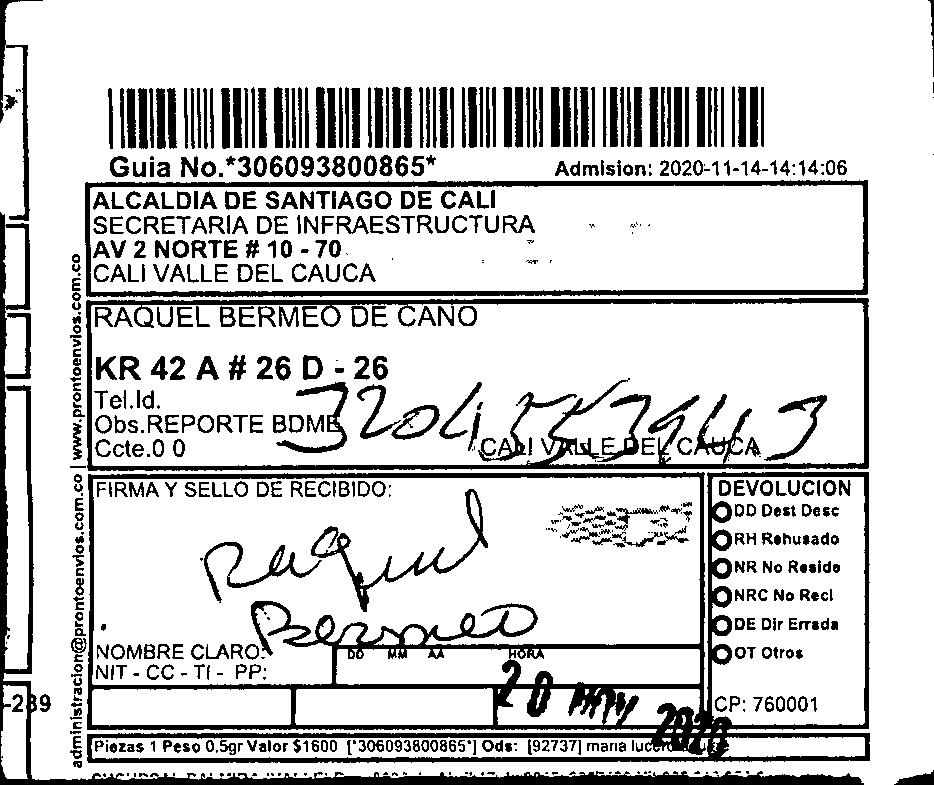 Guia No.*306093800865*
Admision: 2020-11-14-14:14:06
ALCALDIA DE SANTIAGO DE CALI
SECRETARIA DE INFRAESTRUCTURA
AV 2 NORTE # 10 - 70
CALI VALLE DEL CAUCA
RAQUEL BERMEO DE CANO
KR 42 A # 26 D - 26
Tel.Id.
Obs.REPORTE BDME
Ccte.0 0
CALI VALLE DEL CAUCA
administracion@prontoenvios.com.co | www.prontoenvios.com.co
FIRMA Y SELLO DE RECIBIDO:
Raquel
Bermeo
NOMBRE CLARO:
NIT - CC - TI - PP:
DD MM AA HORA
20 2020
DEVOLUCION
DD Dest Desc
RH Rehusado
NR No Reside
NRC No Recl
DE Dir Errada
OT Otros
CP: 760001
-239
Piezas 1 Peso 0,5gr Valor $1600 [*306093800865*] Ods: [92737] maria